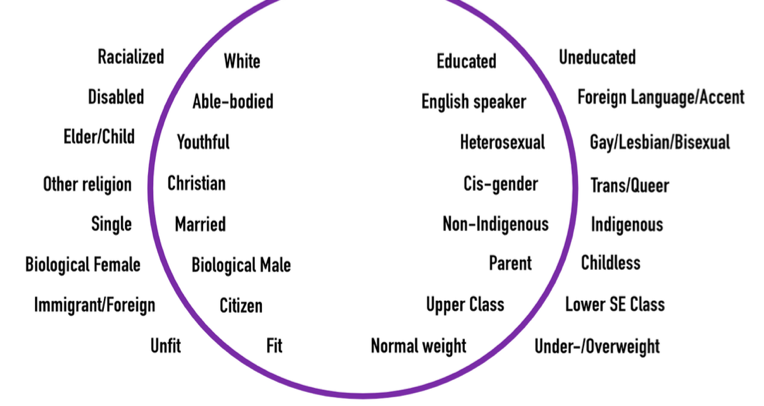 Racialized White Educated Uneducated
Disabled Able-bodied English speaker Foreign Language/Accent
Elder/Child Youthful Heterosexual Gay/Lesbian/Bisexual
Other religion Christian Cis-gender Trans/Queer
Single Married Non-Indigenous Indigenous
Biological Female Biological Male Parent Childless
Immigrant/Foreign Citizen Upper Class Lower SE Class
Unfit Fit Normal weight Under-/Overweight